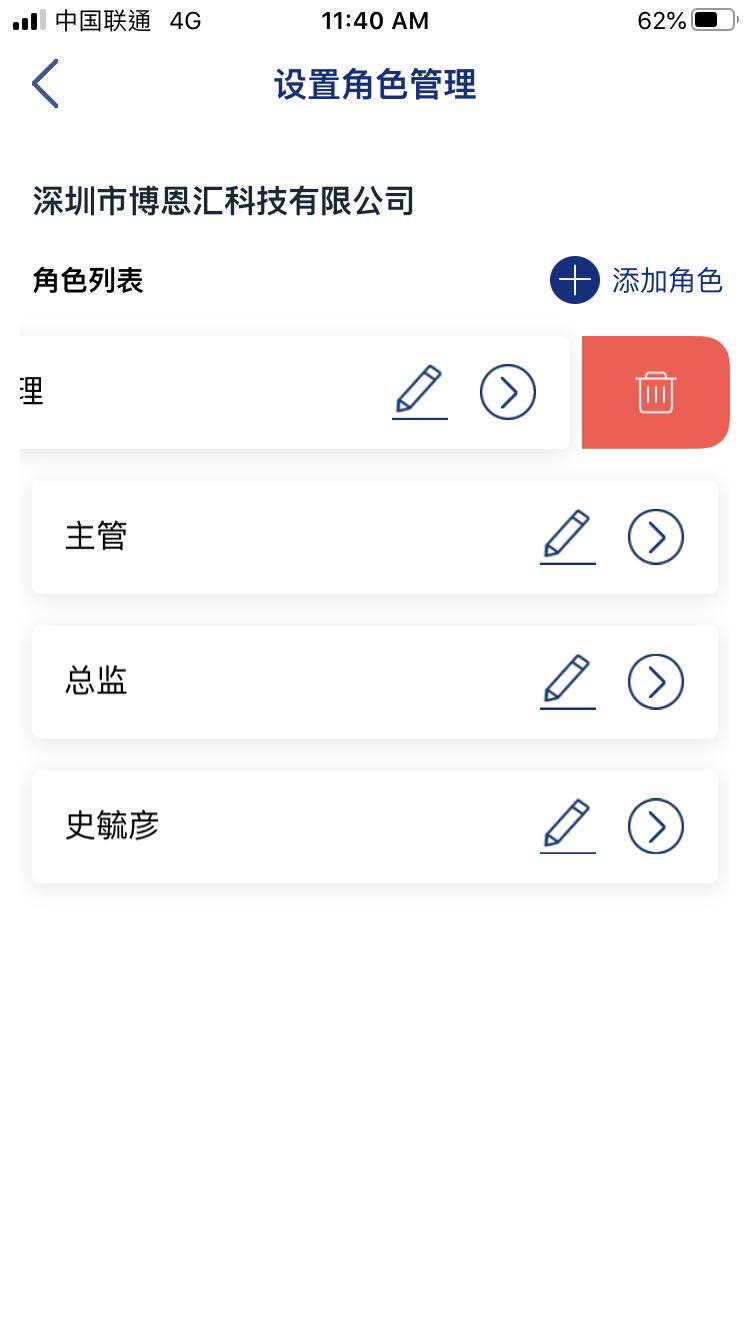 中国联通 4G 11:40 AM 62%
设置角色管理
深圳市博恩汇科技有限公司
角色列表 添加角色
理
主管
总监
史毓彦